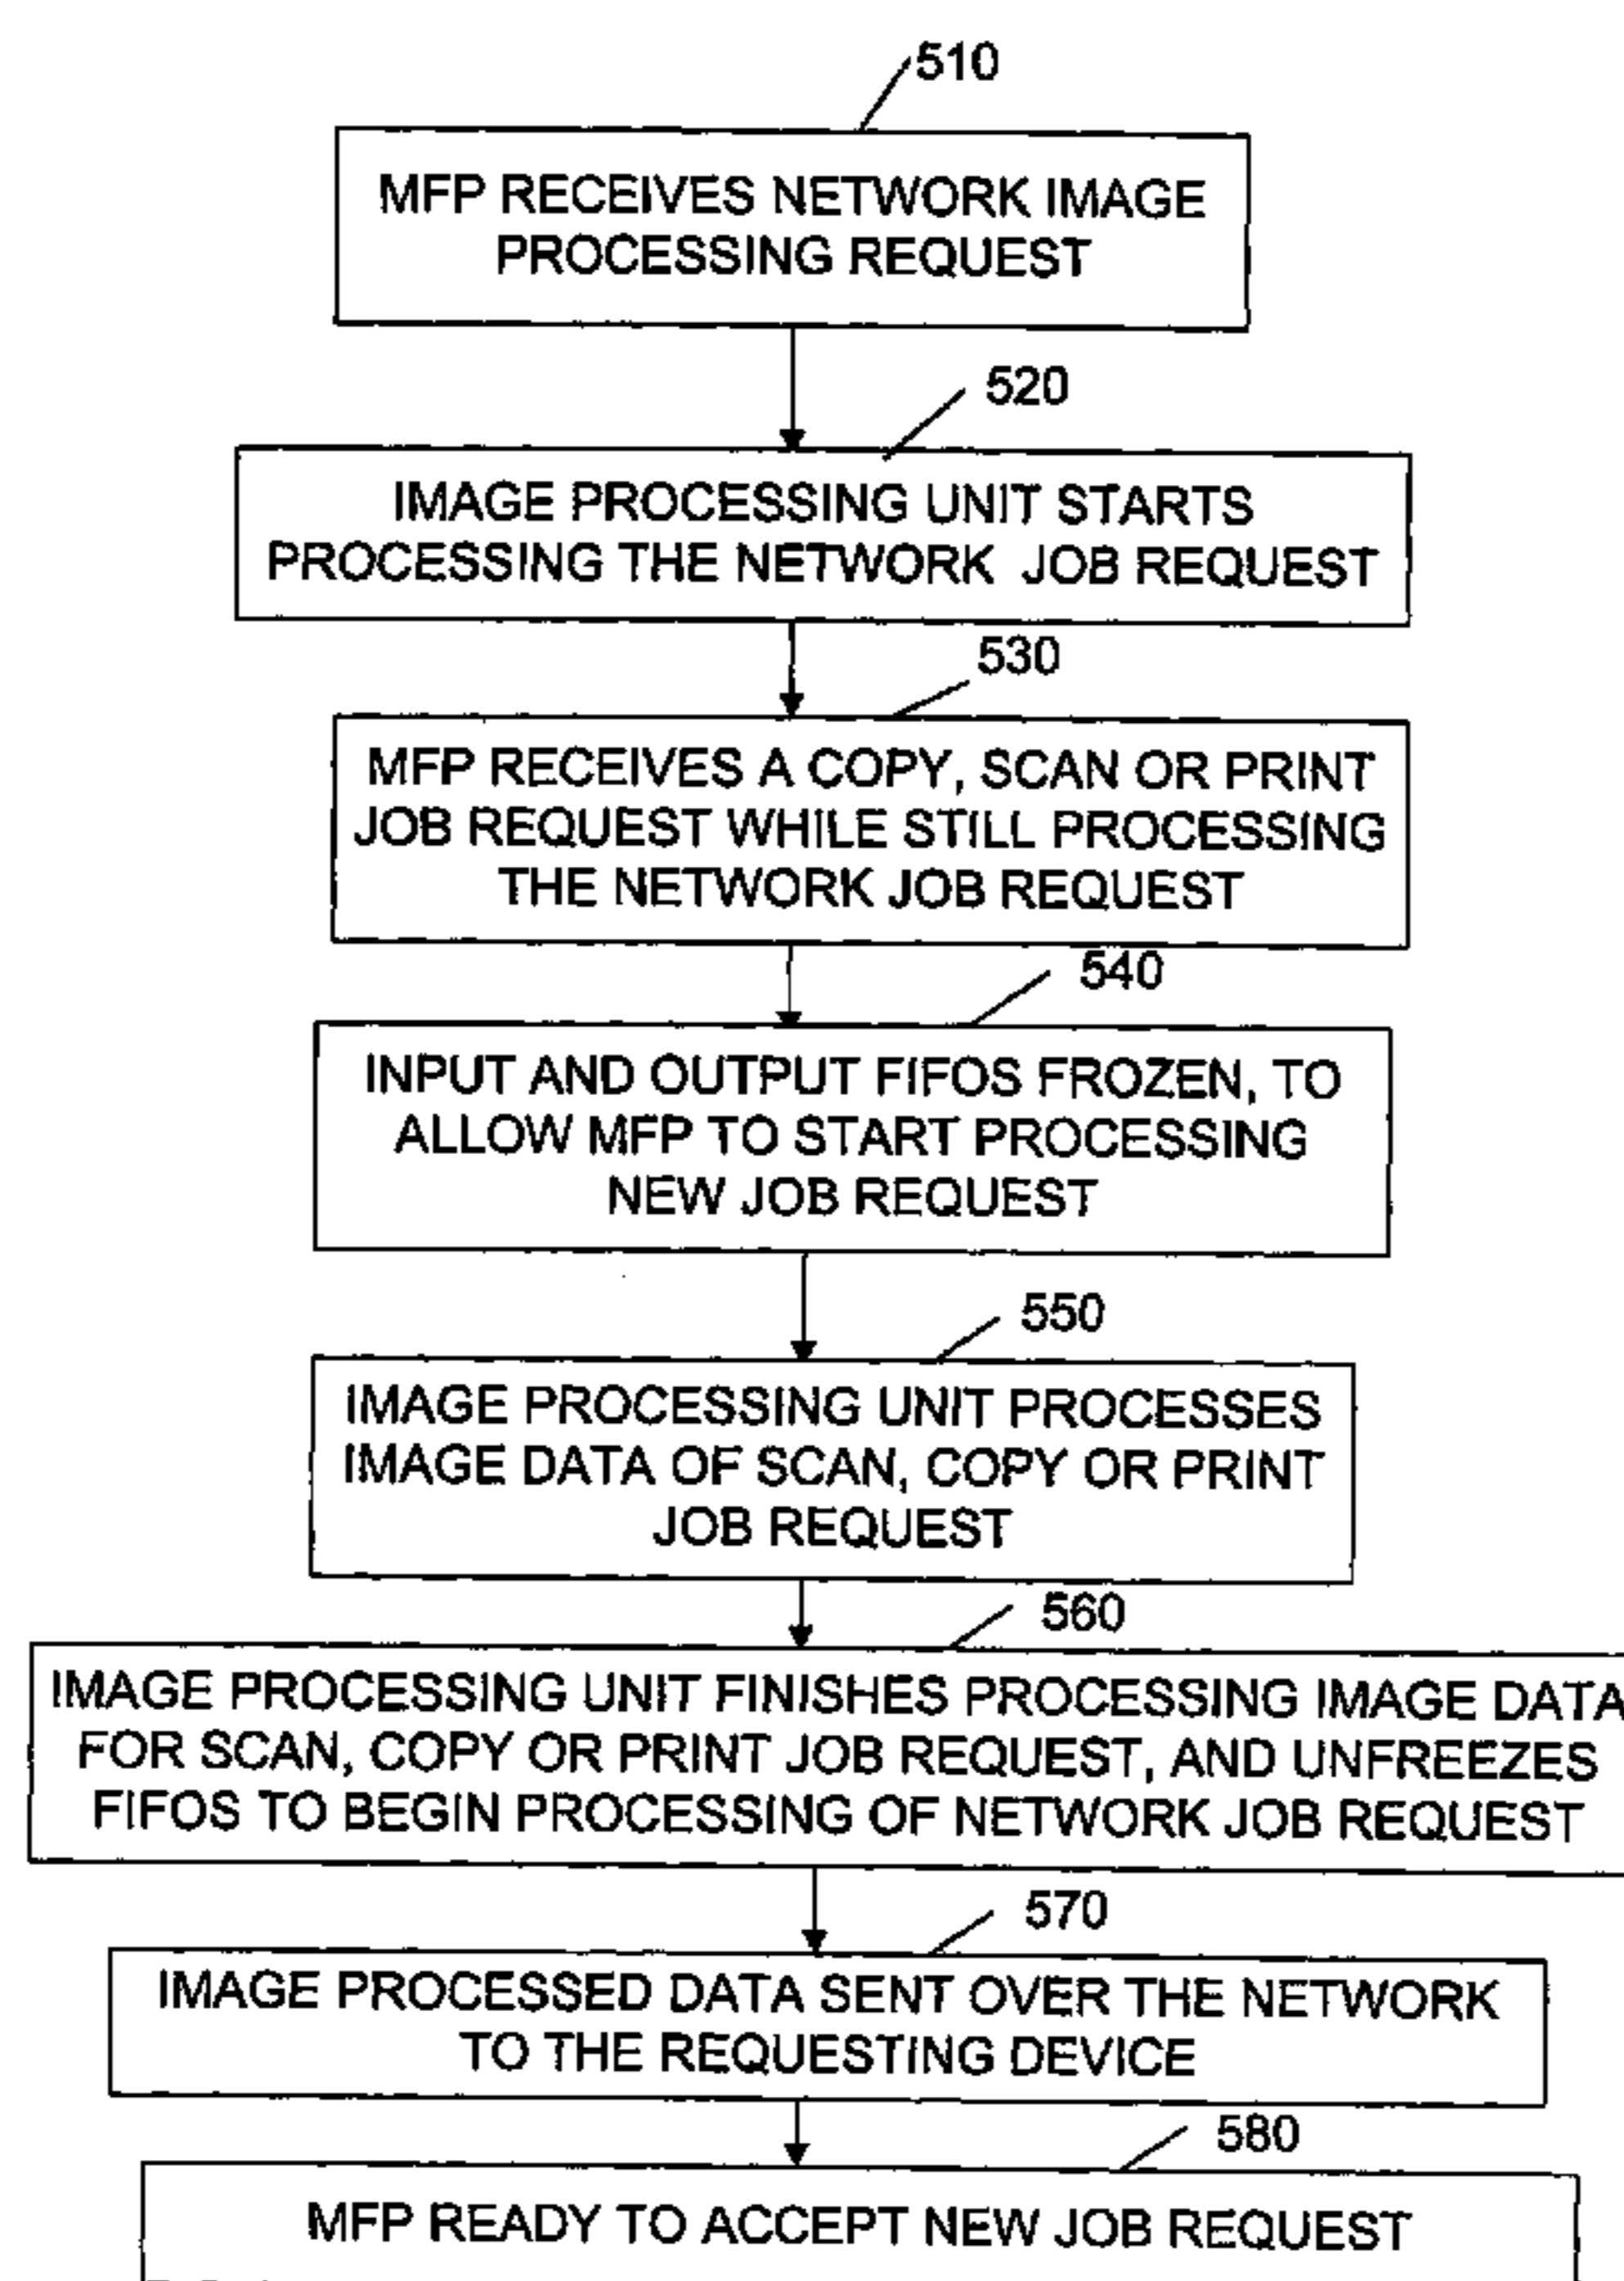 510
MFP RECEIVES NETWORK IMAGE
PROCESSING REQUEST
520
IMAGE PROCESSING UNIT STARTS
PROCESSING THE NETWORK JOB REQUEST
530
MFP RECEIVES A COPY, SCAN OR PRINT
JOB REQUEST WHILE STILL PROCESSING
THE NETWORK JOB REQUEST
540
INPUT AND OUTPUT FIFOS FROZEN, TO
ALLOW MFP TO START PROCESSING
NEW JOB REQUEST
550
IMAGE PROCESSING UNIT PROCESSES
IMAGE DATA OF SCAN, COPY OR PRINT
JOB REQUEST
560
IMAGE PROCESSING UNIT FINISHES PROCESSING IMAGE DATA
FOR SCAN, COPY OR PRINT JOB REQUEST, AND UNFREEZES
FIFOS TO BEGIN PROCESSING OF NETWORK JOB REQUEST
570
IMAGE PROCESSED DATA SENT OVER THE NETWORK
TO THE REQUESTING DEVICE
580
MFP READY TO ACCEPT NEW JOB REQUEST